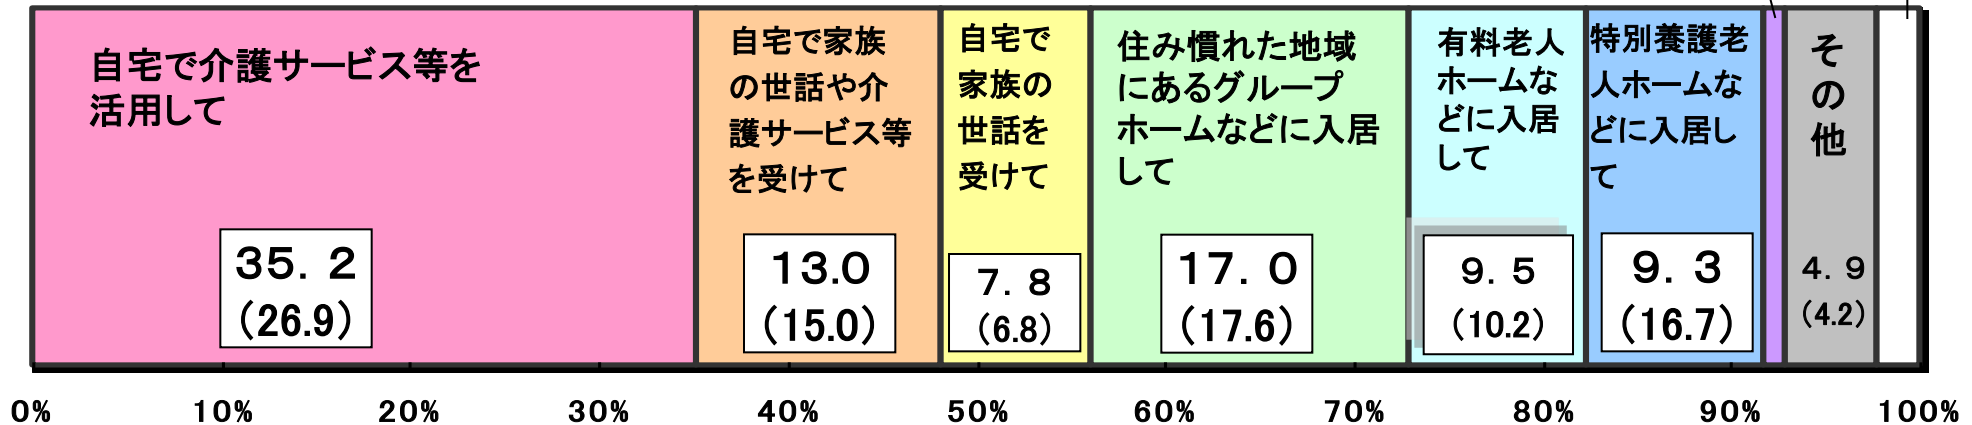 自宅で介護サービス等を
活用して
35．2
（26.9）
自宅で家族
の世話や介
護サービス等
を受けて
13.0
（15.0）
自宅で
家族の
世話を
受けて
7．8
（6.8）
住み慣れた地域
にあるグループ
ホームなどに入居
して
17．0
（17.6）
有料老人
ホームな
どに入居
して
9．5
（10.2）
特別養護老
人ホームな
どに入居し
て
9．3
（16.7）
その他
4．9
（4.2）
0% 10% 20% 30% 40% 50% 60% 70% 80% 90% 100%